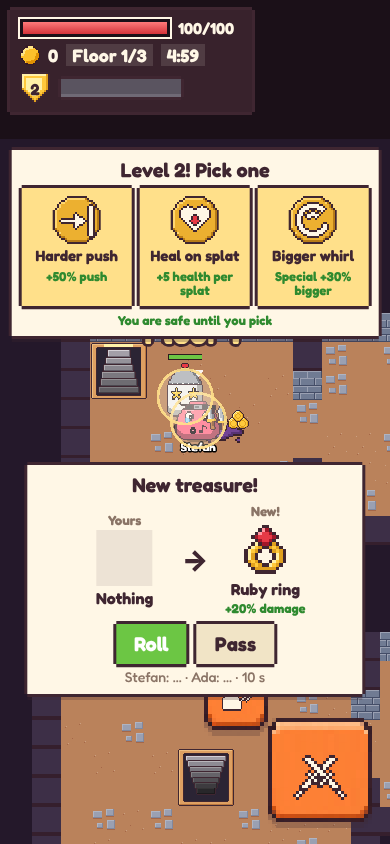 100/100
0 Floor 1/3 4:59
2
Level 2! Pick one
Harder push
+50% push
Heal on splat
+5 health per
splat
Bigger whirl
Special +30%
bigger
You are safe until you pick
Stefan
New treasure!
Yours
Nothing
New!
Ruby ring
+20% damage
Roll
Pass
Stefan: ... · Ada: ... · 10 s